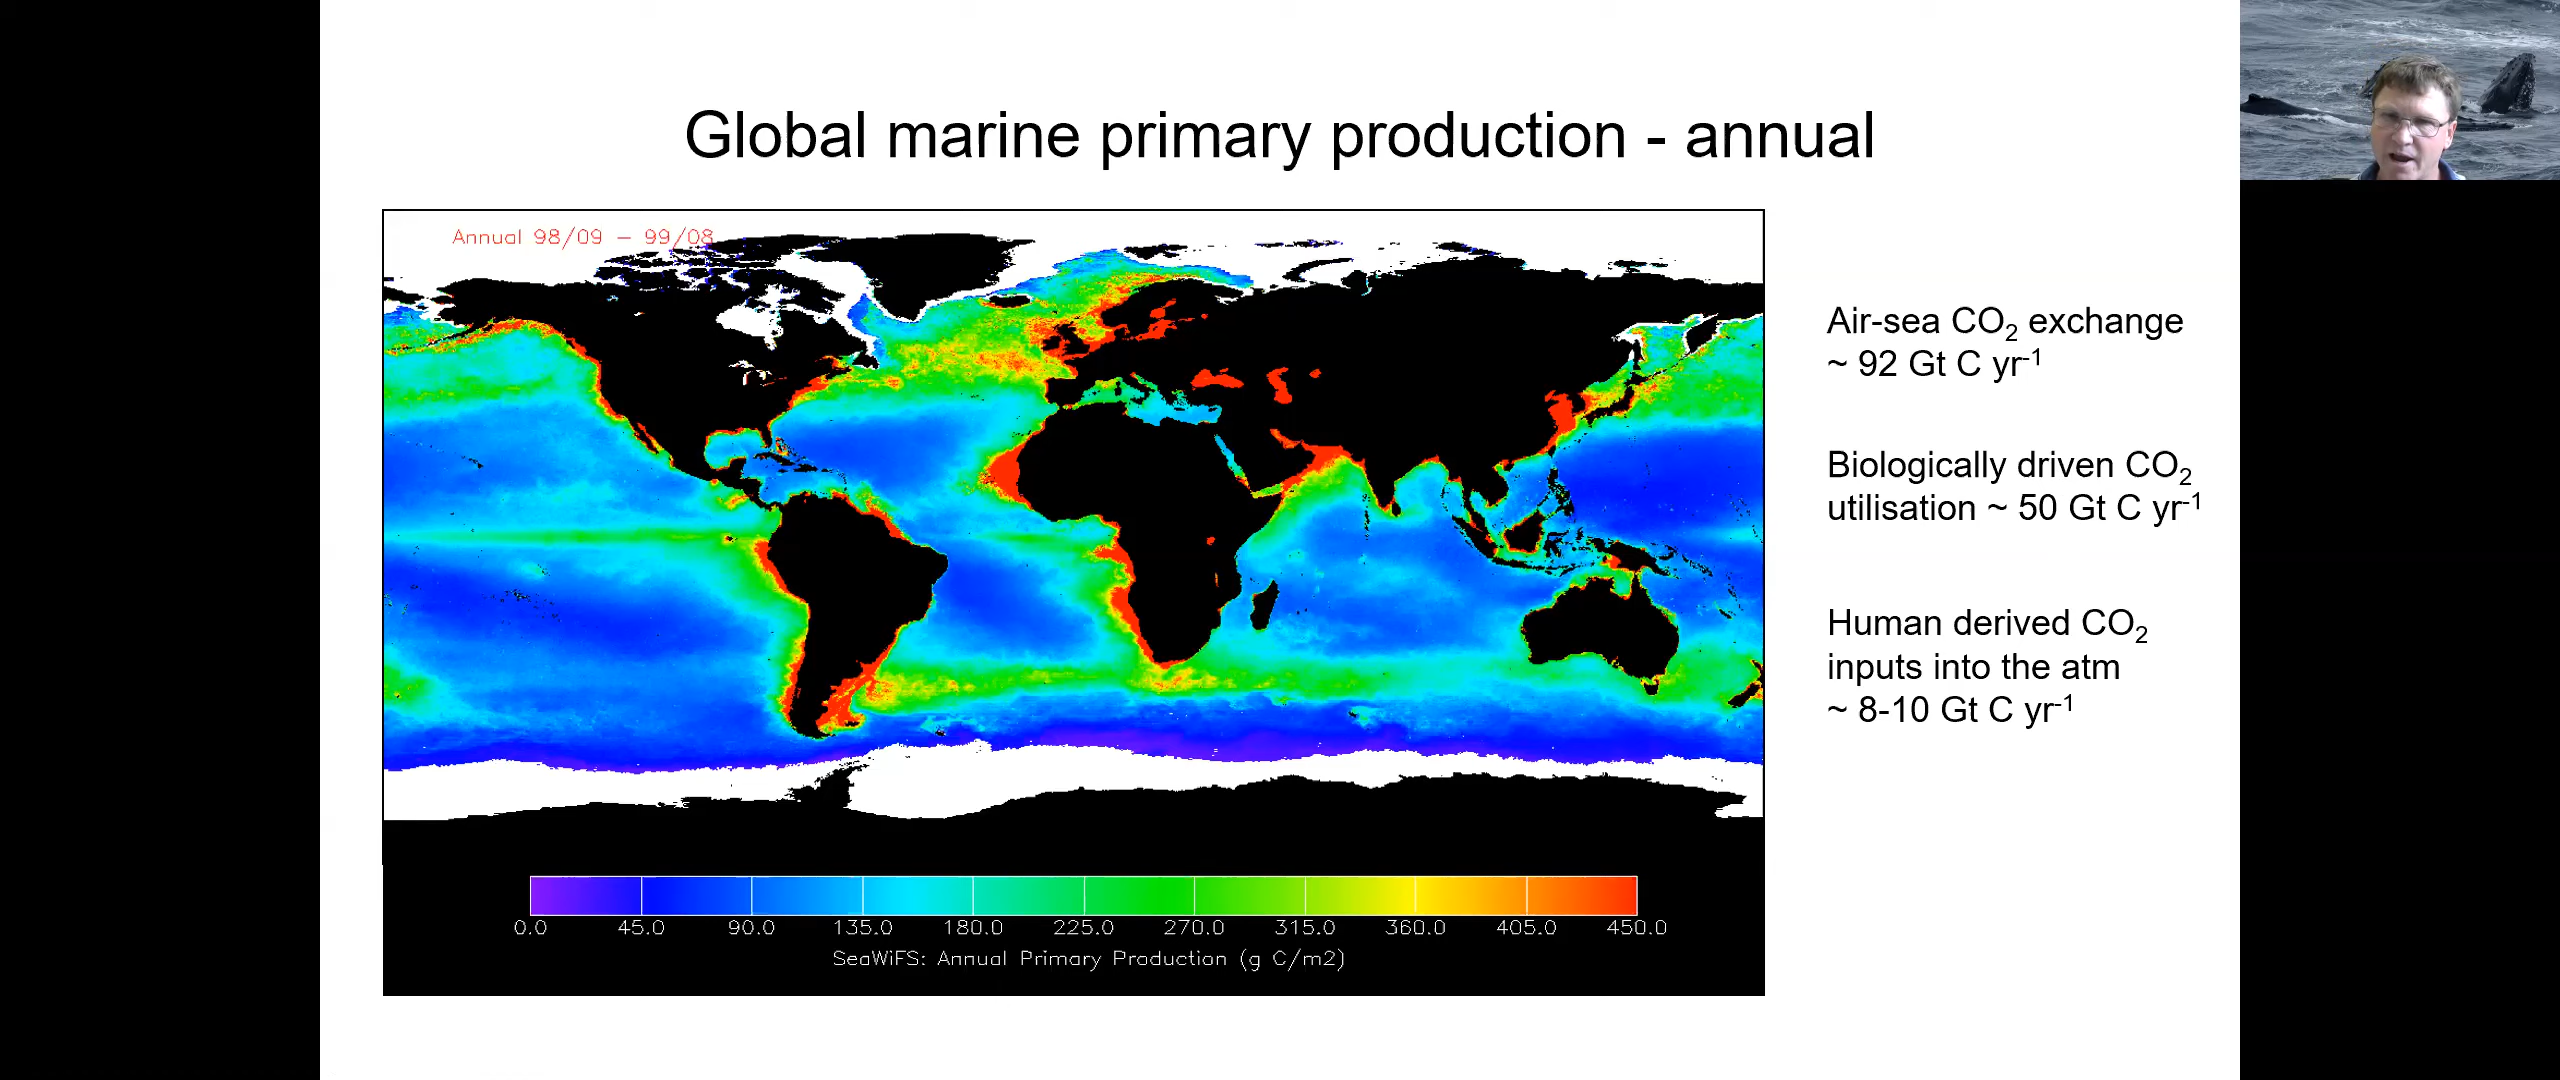 Global marine primary production - annual
Annual 98/09 – 99/08
Air-sea CO₂ exchange
~ 92 Gt C yr⁻¹
Biologically driven CO₂
utilisation ~ 50 Gt C yr⁻¹
Human derived CO₂
inputs into the atm
~ 8-10 Gt C yr⁻¹
0.0 45.0 90.0 135.0 180.0 225.0 270.0 315.0 360.0 405.0 450.0
SeaWiFS: Annual Primary Production (g C/m2)